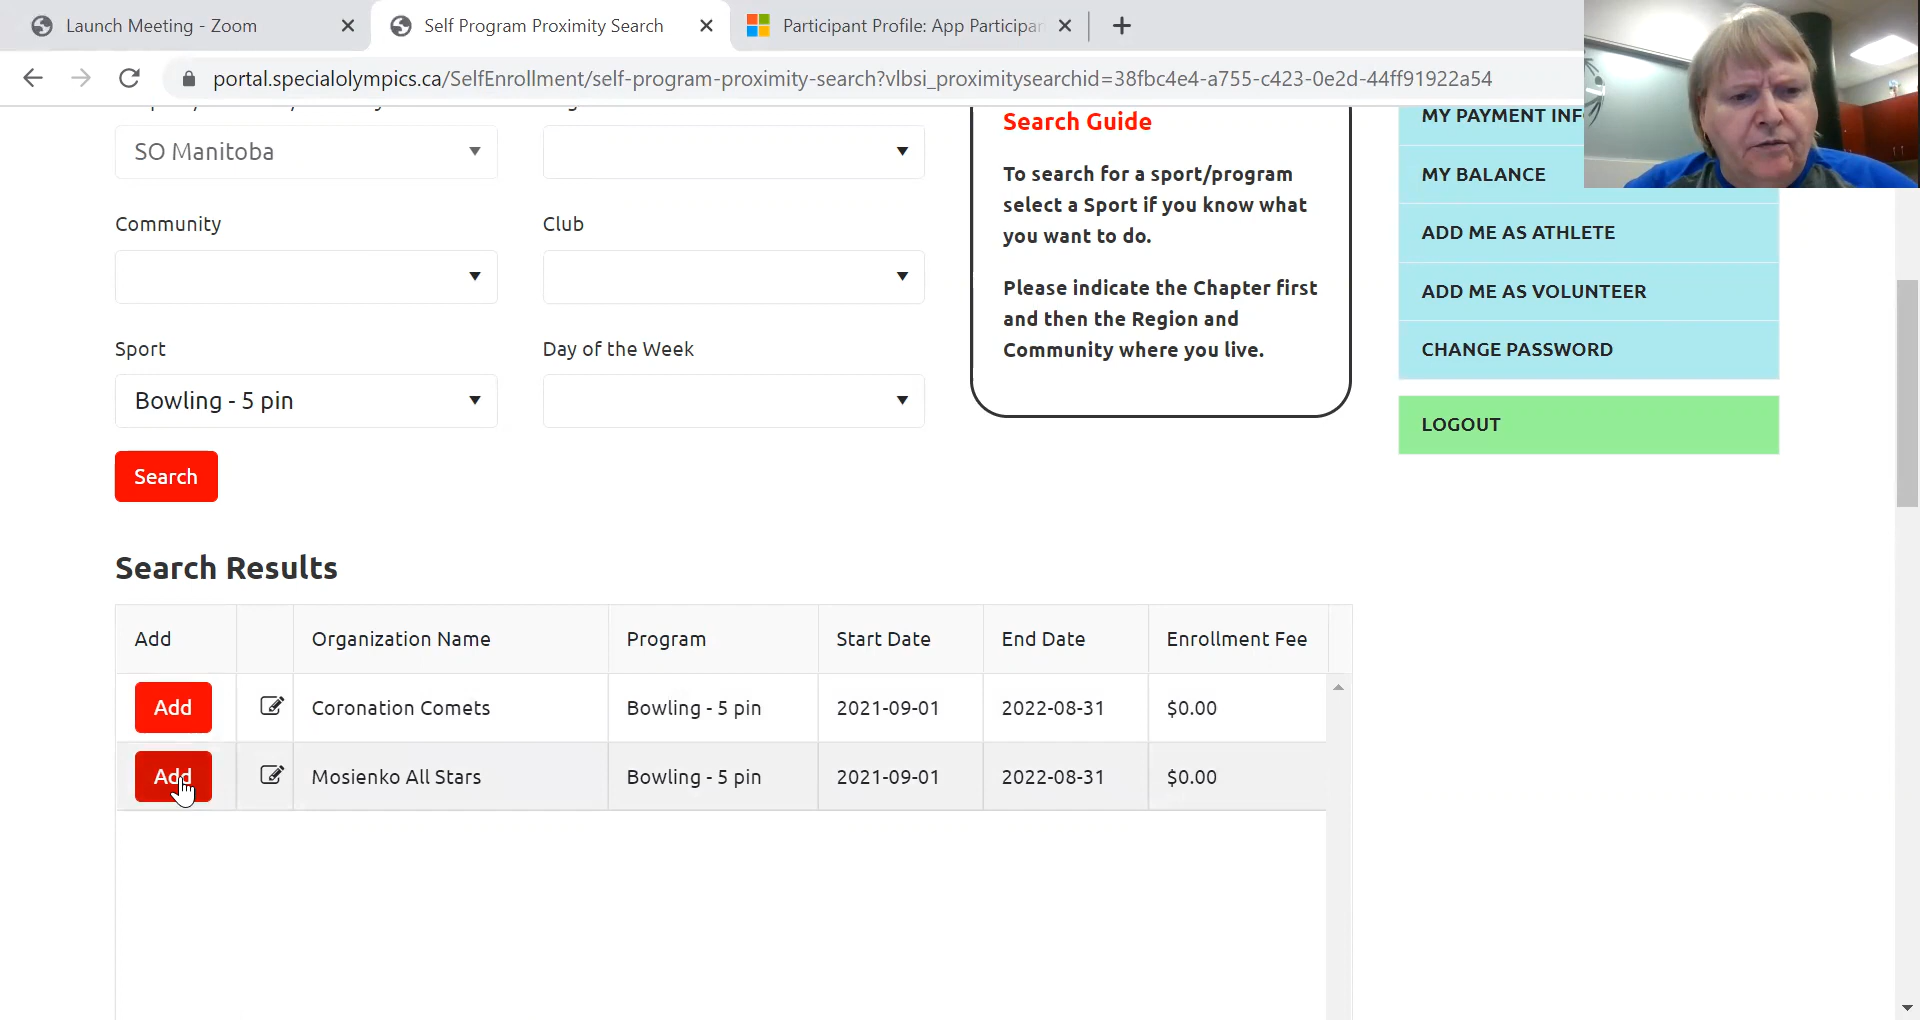 Launch Meeting - Zoom
Self Program Proximity Search
Participant Profile: App Participan
portal.specialolympics.ca/SelfEnrollment/self-program-proximity-search?vlbsi_proximitysearchid=38fbc4e4-a755-c423-0e2d-44ff91922a54
SO Manitoba
Community
Club
Sport
Day of the Week
Bowling - 5 pin
Search
Search Guide
To search for a sport/program
select a Sport if you know what
you want to do.
Please indicate the Chapter first
and then the Region and
Community where you live.
MY PAYMENT INF
MY BALANCE
ADD ME AS ATHLETE
ADD ME AS VOLUNTEER
CHANGE PASSWORD
LOGOUT
Search Results
Add Organization Name Program Start Date End Date Enrollment Fee
Add Coronation Comets Bowling - 5 pin 2021-09-01 2022-08-31 $0.00
Add Mosienko All Stars Bowling - 5 pin 2021-09-01 2022-08-31 $0.00